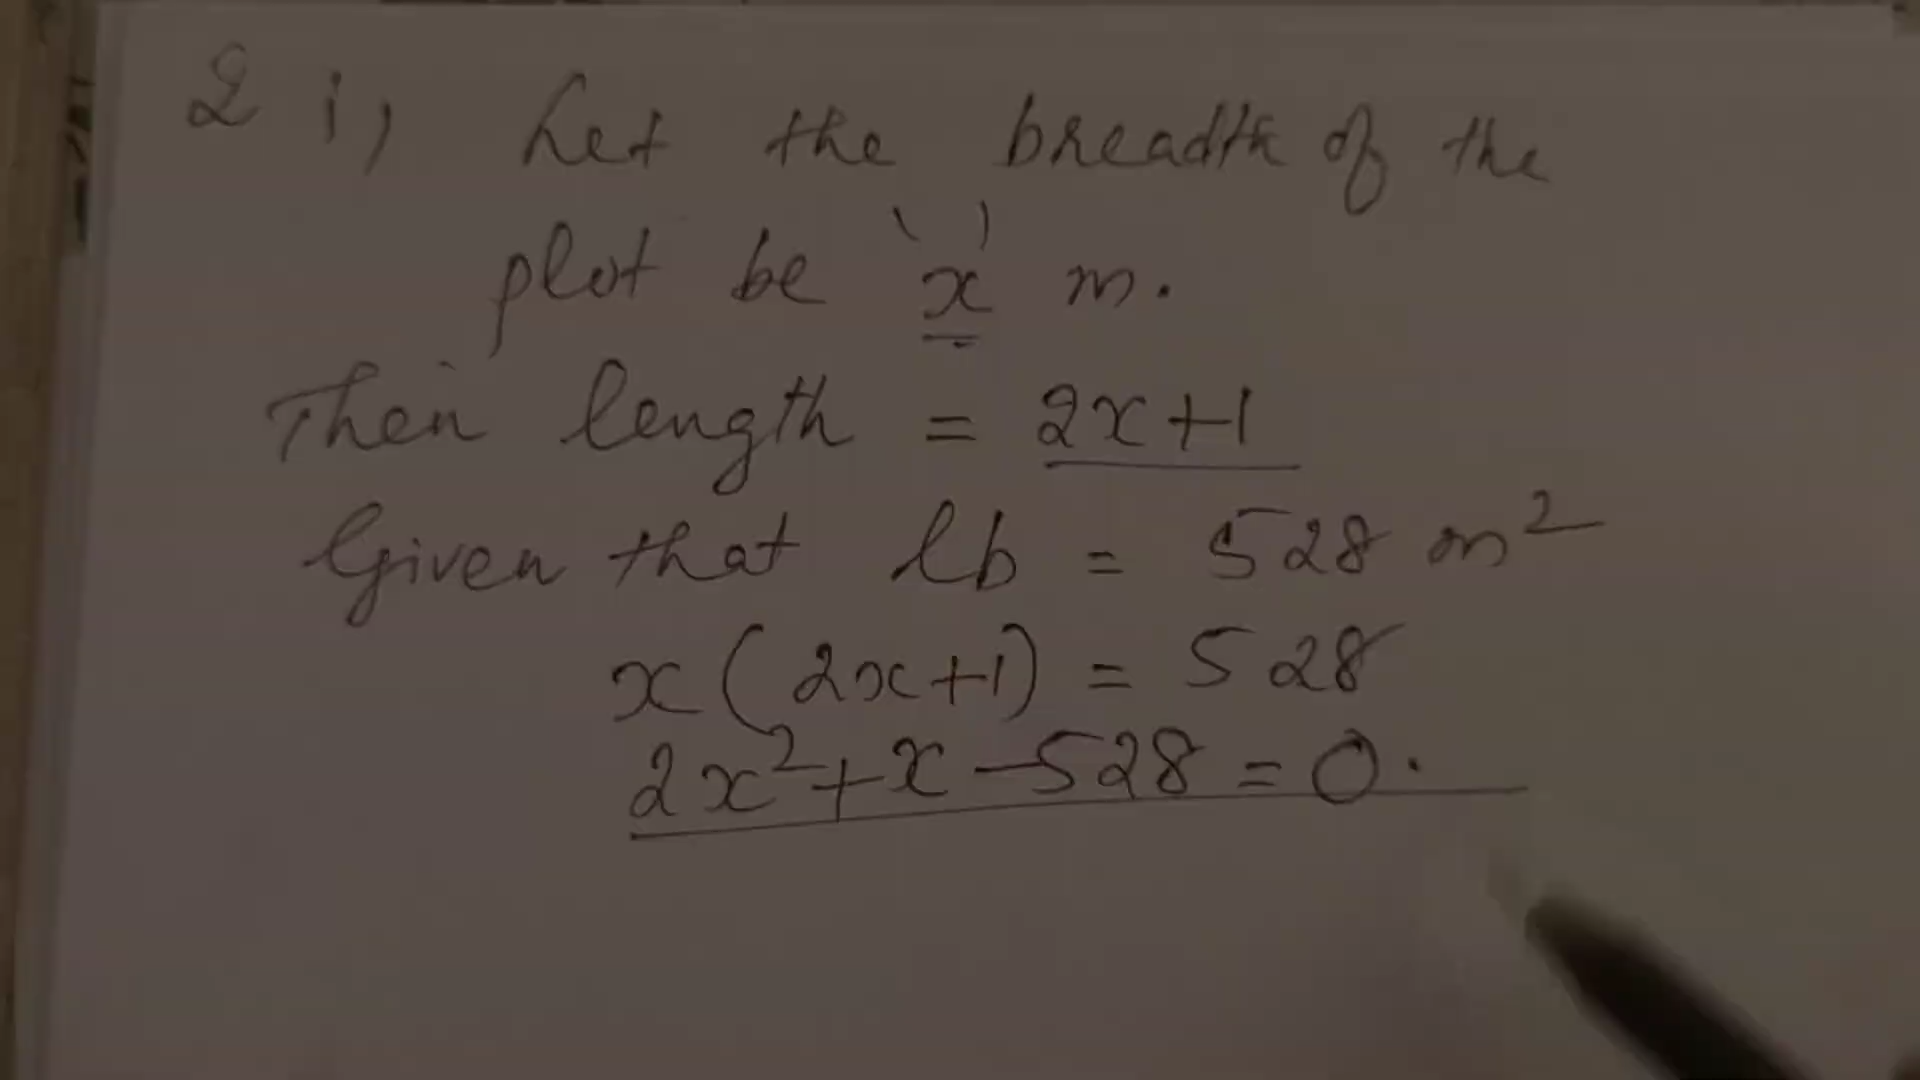 2 i, Let the breadth of the
plot be 'x' m.
Then length = 2x+1
Given that lb = 528 m²
x(2x+1) = 528
2x²+x-528=0.